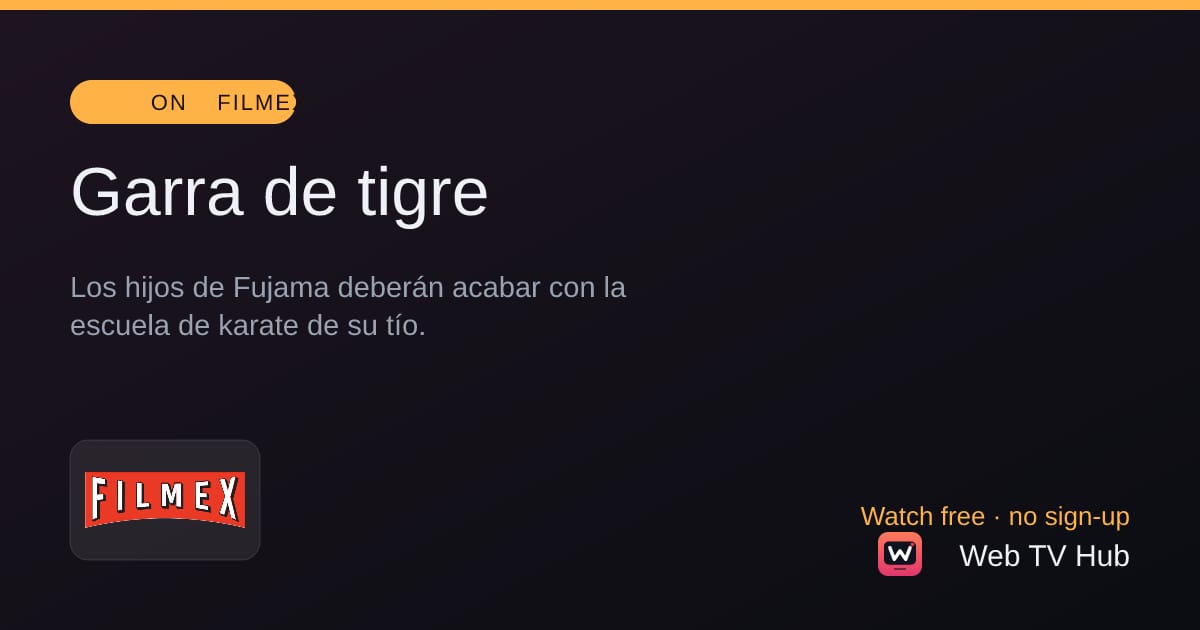 ON FILME
Garra de tigre
Los hijos de Fujama deberán acabar con la
escuela de karate de su tío.
FILMEX
Watch free · no sign-up
W Web TV Hub